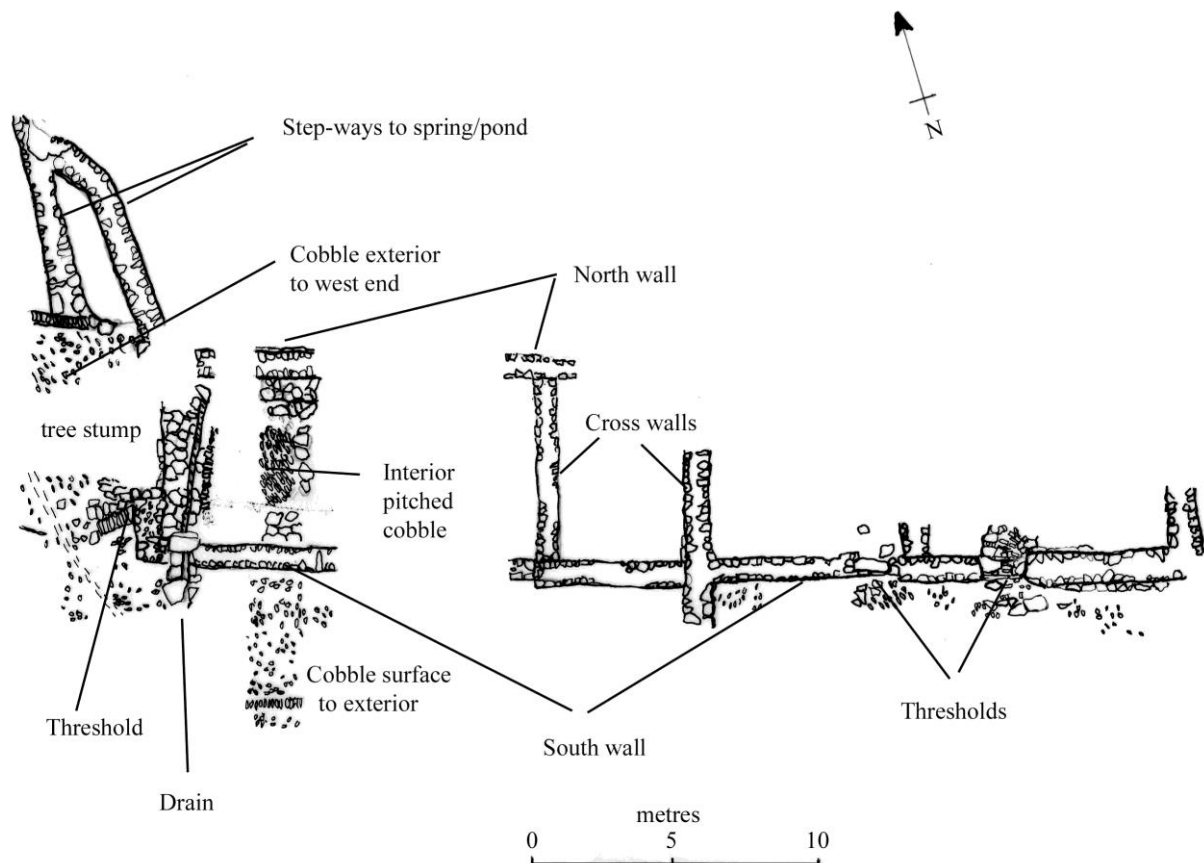 N
Step-ways to spring/pond
Cobble exterior
to west end
North wall
tree stump
Cross walls
Interior
pitched
cobble
Cobble surface
to exterior
Threshold
Thresholds
South wall
Drain
metres
0 5 10